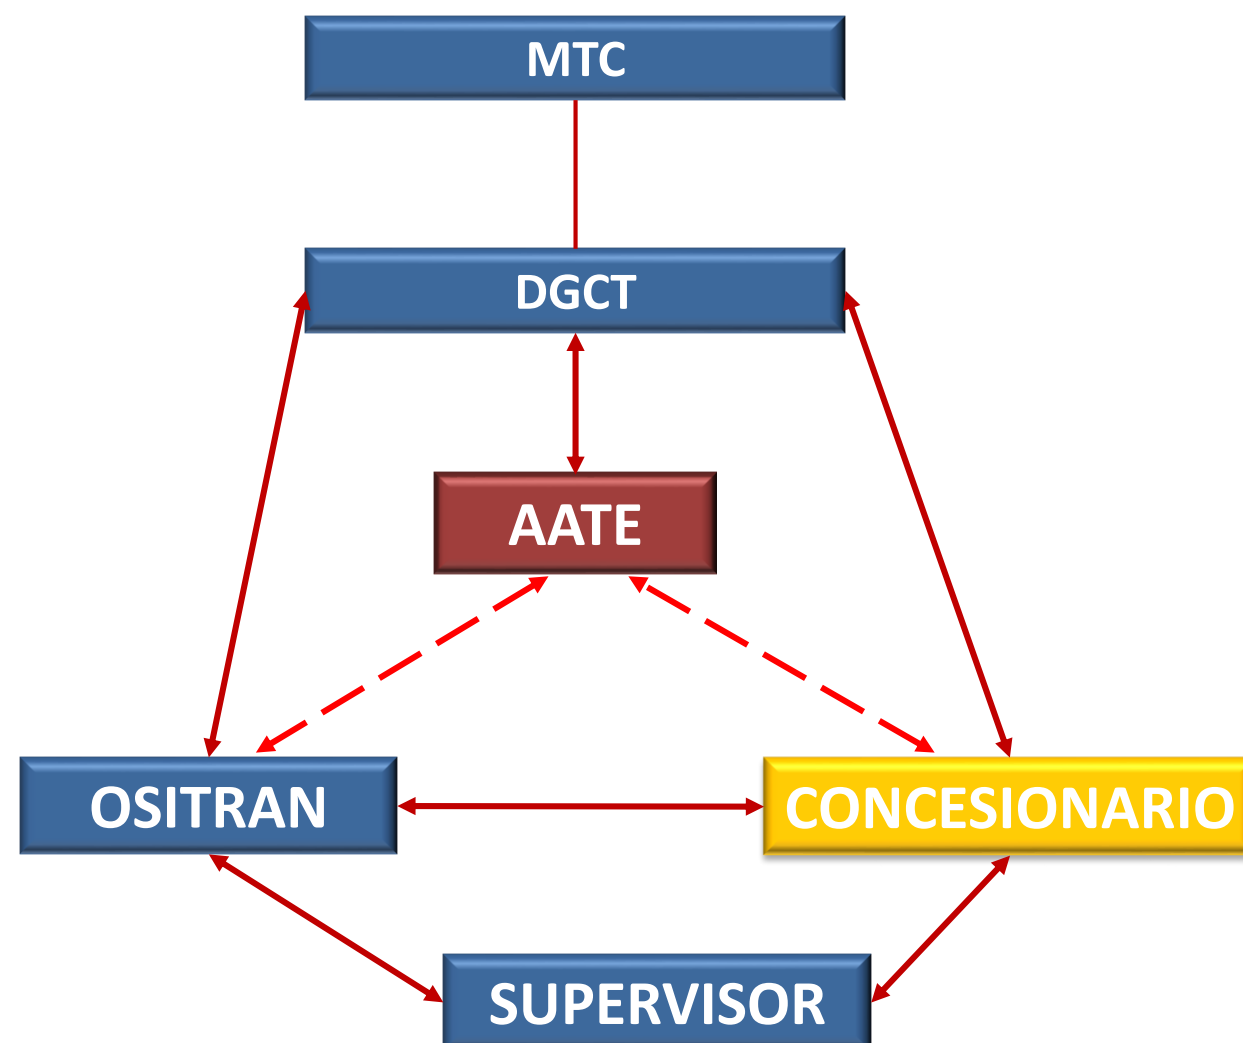 MTC
DGCT
AATE
OSITRAN
CONCESIONARIO
SUPERVISOR